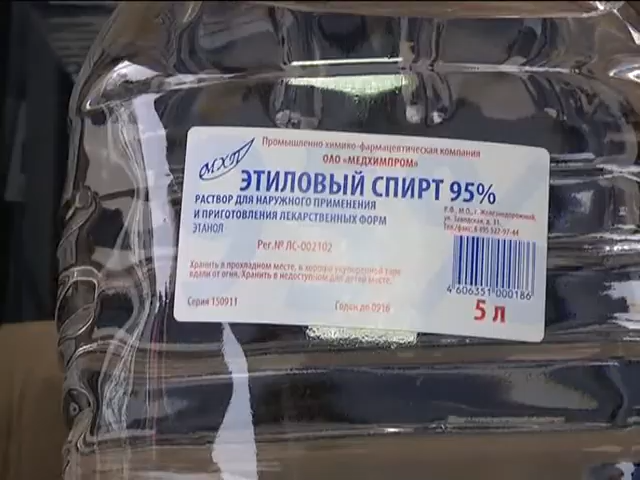 МХП
Промышленно химико-фармацевтическая компания
ОАО «МЕДХИМПРОМ»
ЭТИЛОВЫЙ СПИРТ 95%
РАСТВОР ДЛЯ НАРУЖНОГО ПРИМЕНЕНИЯ
И ПРИГОТОВЛЕНИЯ ЛЕКАРСТВЕННЫХ ФОРМ
ЭТАНОЛ
Р.Ф., М.О., г. Железнодорожный,
ул. Заводская, д. 31.
Тел./факс: 8 495 527-97-44
Рег.№ ЛС-002102
Хранить в прохладном месте, в хорошо укупоренной таре
вдали от огня. Хранить в недоступном для детей месте.
4 606351 000186
Серия 150911
Годен до 0916
5 л